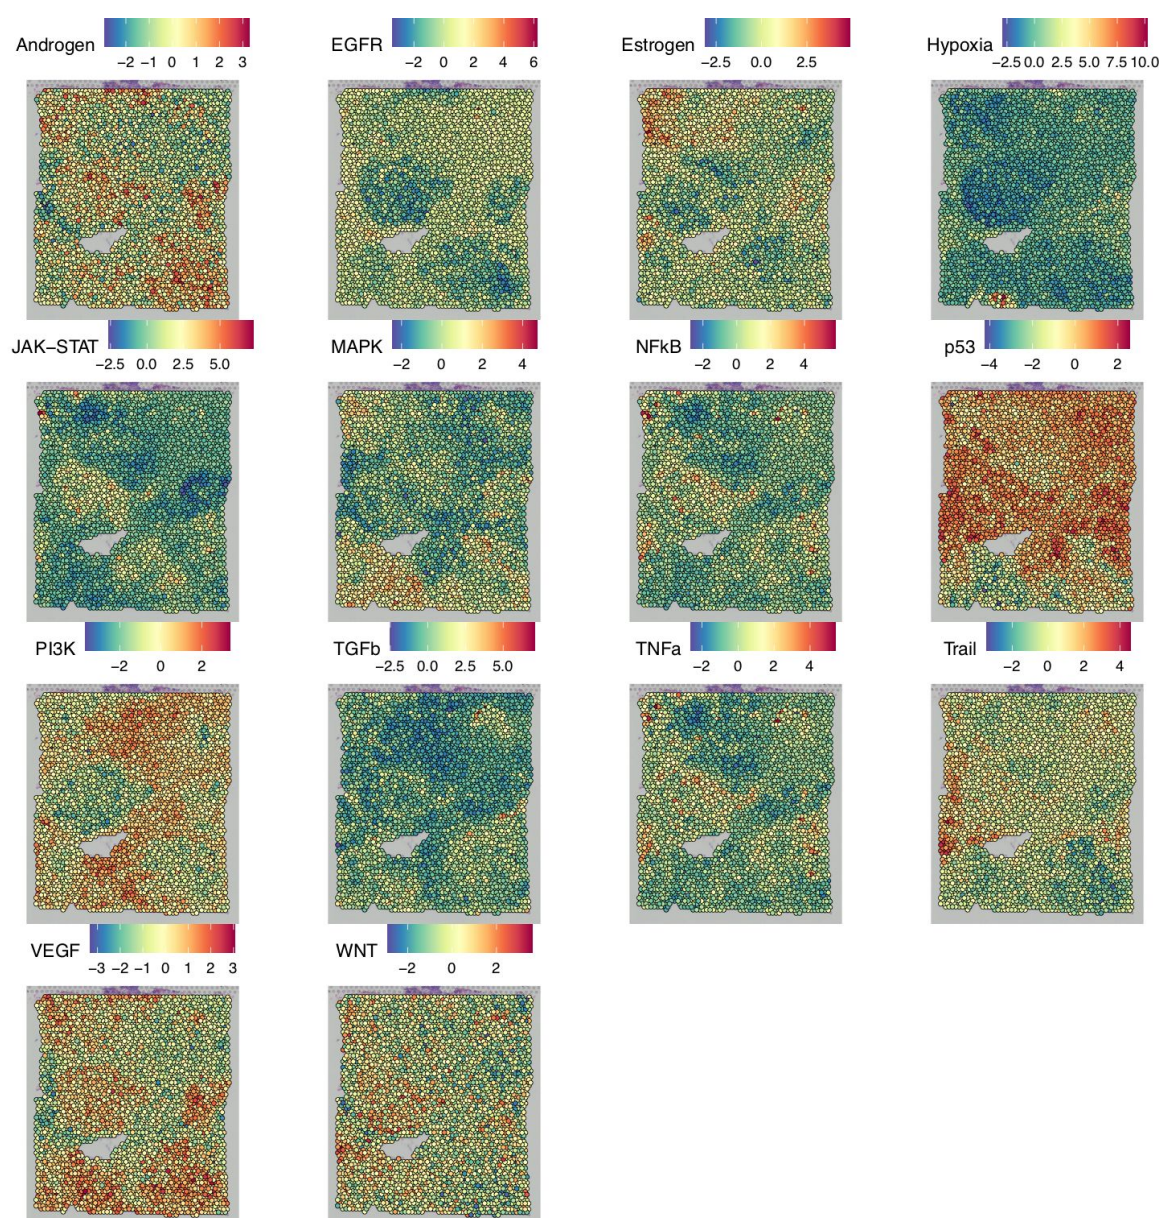 Androgen
−2 −1 0 1 2 3
EGFR
−2 0 2 4 6
Estrogen
−2.5 0.0 2.5
Hypoxia
−2.5 0.0 2.5 5.0 7.5 10.0
JAK−STAT
−2.5 0.0 2.5 5.0
MAPK
−2 0 2 4
NFkB
−2 0 2 4
p53
−4 −2 0 2
PI3K
−2 0 2
TGFb
−2.5 0.0 2.5 5.0
TNFa
−2 0 2 4
Trail
−2 0 2 4
VEGF
−3 −2 −1 0 1 2 3
WNT
−2 0 2